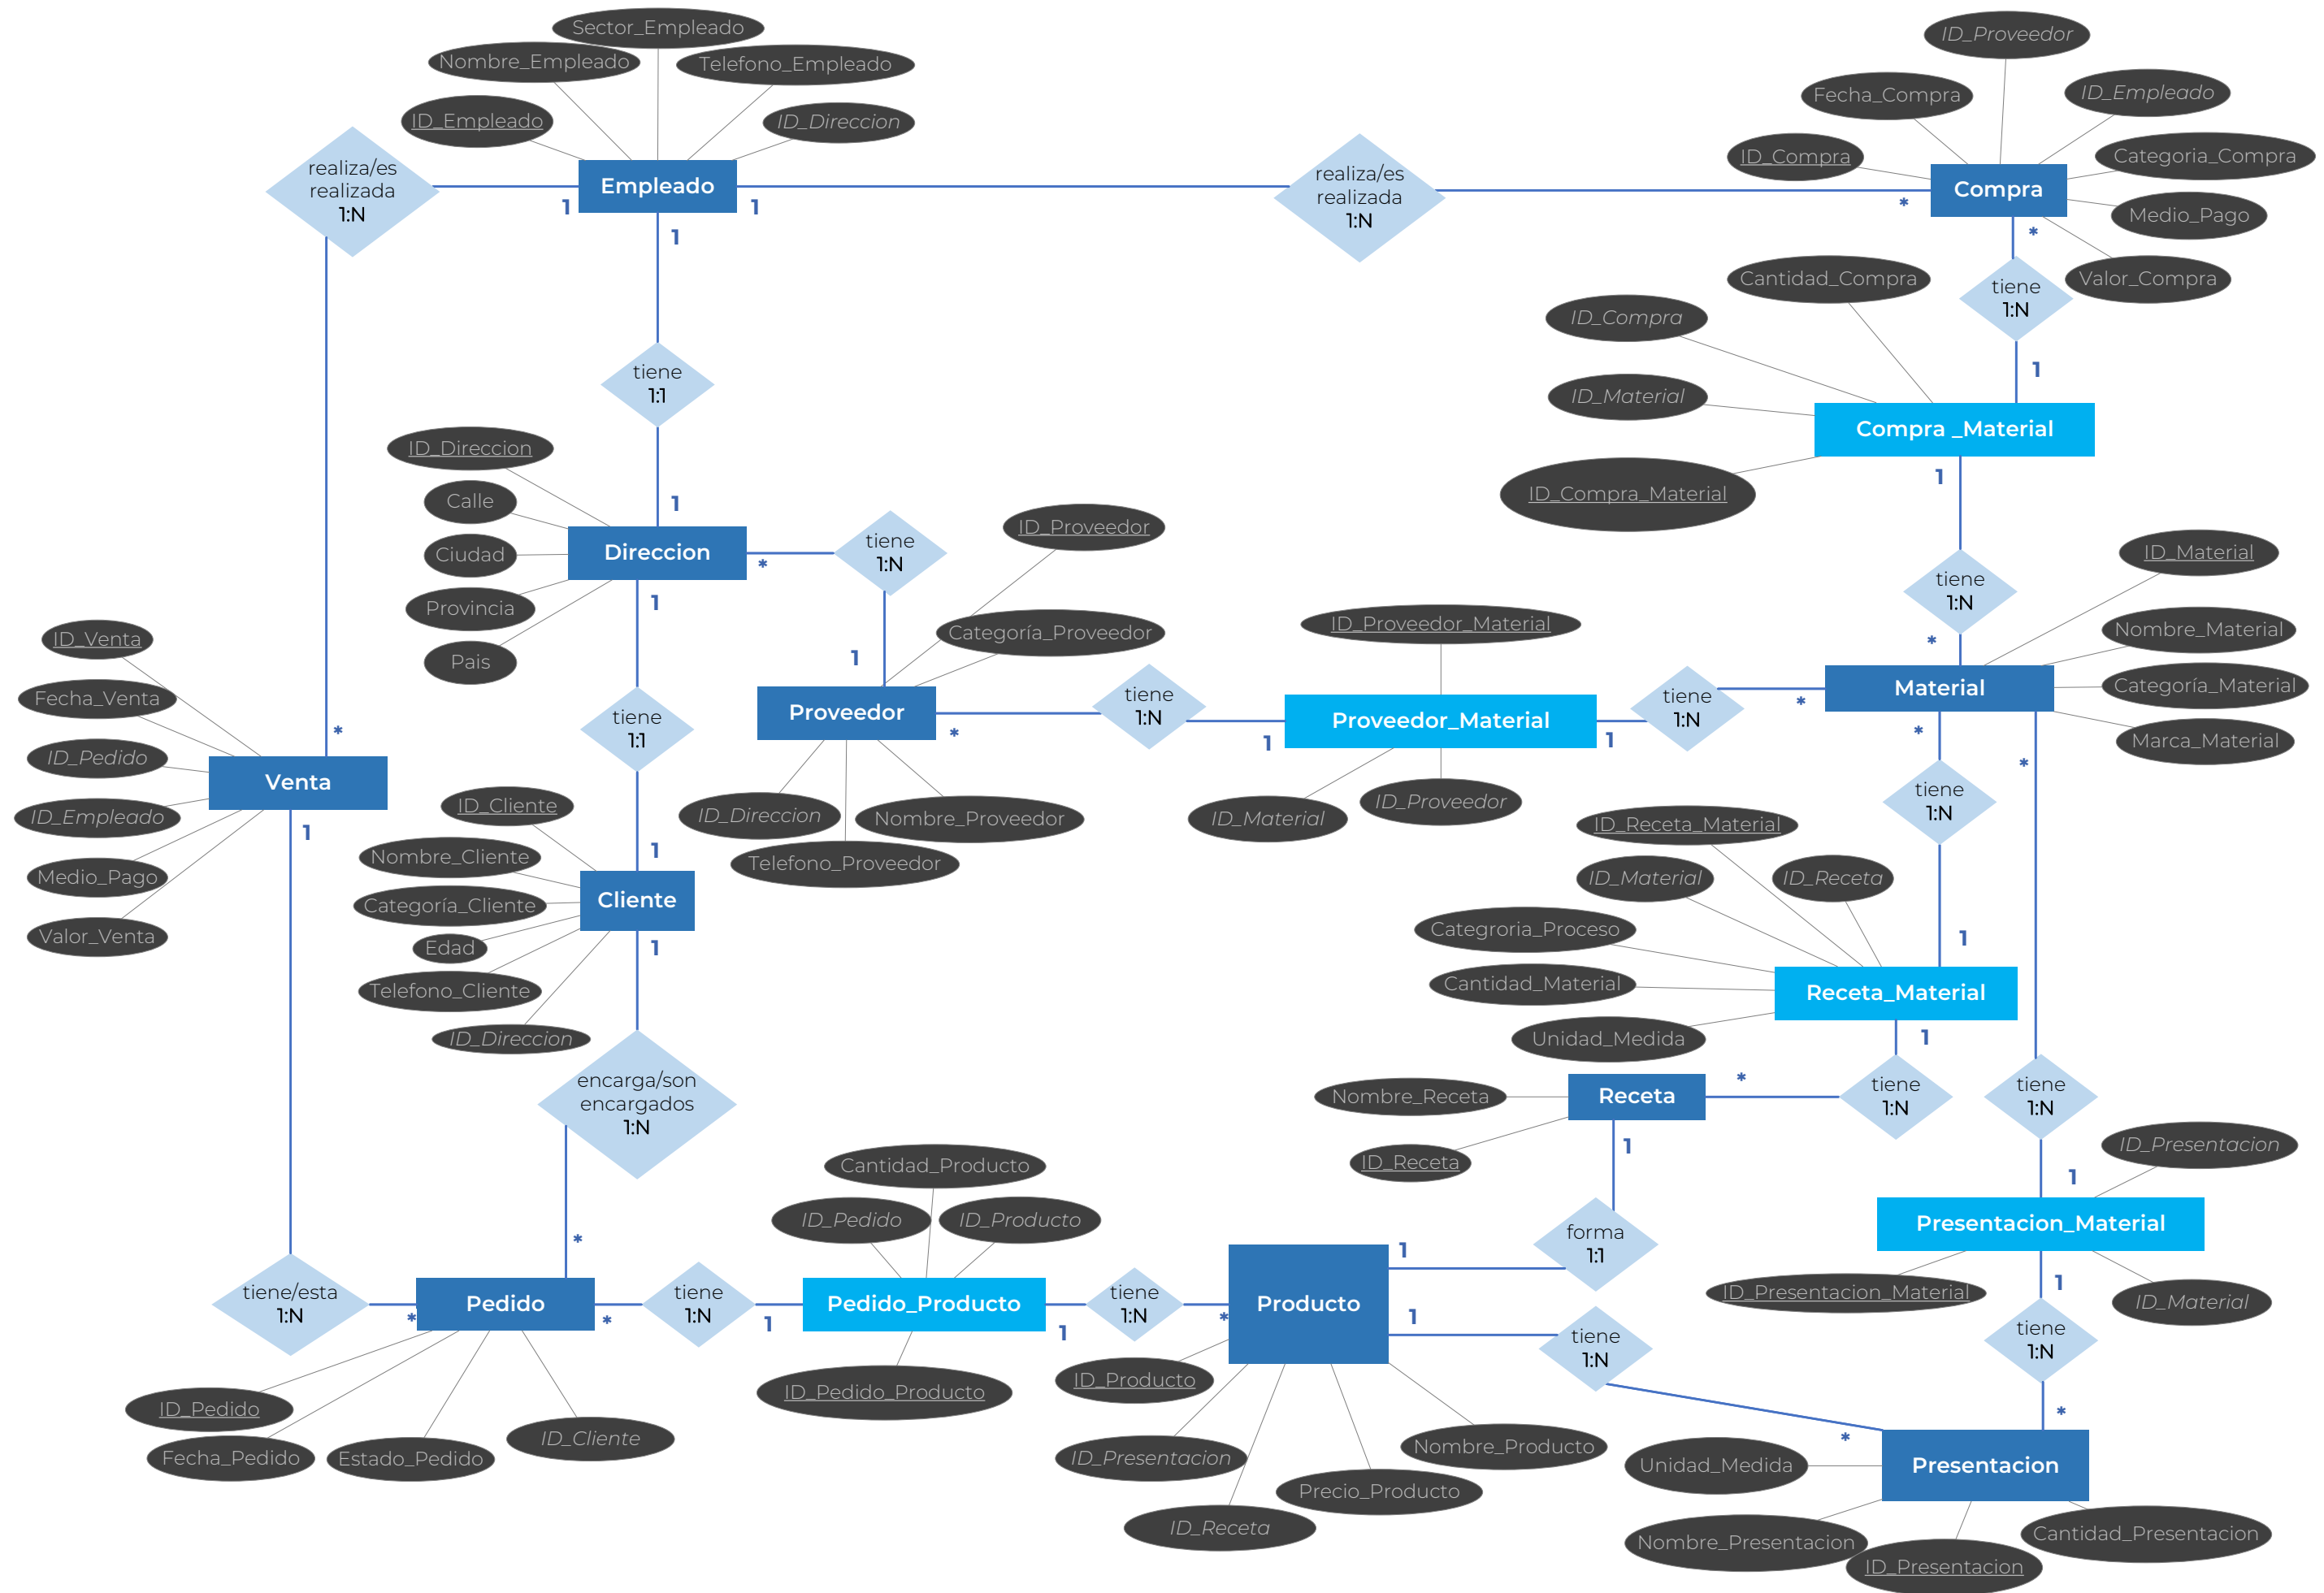 Sector_Empleado
Nombre_Empleado
Telefono_Empleado
ID_Empleado
ID_Direccion
Empleado
realiza/es
realizada
1:N
1
1
1
realiza/es
realizada
1:N
ID_Proveedor
Fecha_Compra
ID_Empleado
ID_Compra
Categoria_Compra
Compra
Medio_Pago
Valor_Compra
*
*
tiene
1:N
1
Cantidad_Compra
ID_Compra
ID_Material
Compra _Material
ID_Compra_Material
1
tiene
1:N
*
tiene
1:1
1
ID_Direccion
Calle
Ciudad
Provincia
Pais
Direccion
*
1
tiene
1:N
1
ID_Proveedor
Categoría_Proveedor
Proveedor
*
ID_Direccion
Telefono_Proveedor
Nombre_Proveedor
tiene
1:N
1
ID_Proveedor_Material
Proveedor_Material
ID_Material
ID_Proveedor
1
tiene
1:N
*
ID_Material
Nombre_Material
Categoría_Material
Marca_Material
Material
*
*
tiene
1:N
1
ID_Venta
Fecha_Venta
ID_Pedido
ID_Empleado
Medio_Pago
Valor_Venta
*
Venta
1
tiene
1:1
1
ID_Cliente
Nombre_Cliente
Categoría_Cliente
Edad
Telefono_Cliente
ID_Direccion
Cliente
1
encarga/son
encargados
1:N
*
ID_Receta_Material
ID_Material
ID_Receta
Categroria_Proceso
Cantidad_Material
Unidad_Medida
Receta_Material
1
tiene
1:N
*
Nombre_Receta
ID_Receta
Receta
1
tiene
1:N
1
ID_Presentacion
Presentacion_Material
ID_Presentacion_Material
ID_Material
1
tiene
1:N
*
forma
1:1
1
tiene/esta
1:N
*
Pedido
*
ID_Pedido
Fecha_Pedido
Estado_Pedido
ID_Cliente
tiene
1:N
1
Cantidad_Producto
ID_Pedido
ID_Producto
Pedido_Producto
ID_Pedido_Producto
1
tiene
1:N
*
Producto
1
ID_Producto
ID_Presentacion
ID_Receta
Precio_Producto
Nombre_Producto
tiene
1:N
*
Presentacion
Unidad_Medida
Nombre_Presentacion
ID_Presentacion
Cantidad_Presentacion